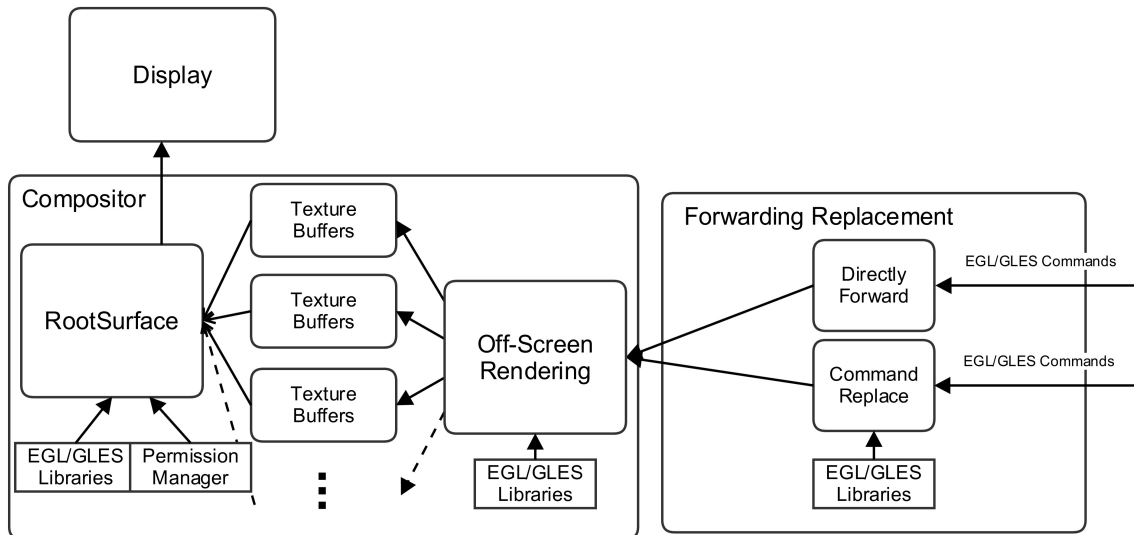 Display
Compositor
RootSurface
EGL/GLES
Libraries
Permission
Manager
Texture
Buffers
Texture
Buffers
Texture
Buffers
Off-Screen
Rendering
EGL/GLES
Libraries
Forwarding Replacement
Directly
Forward
EGL/GLES Commands
Command
Replace
EGL/GLES Commands
EGL/GLES
Libraries